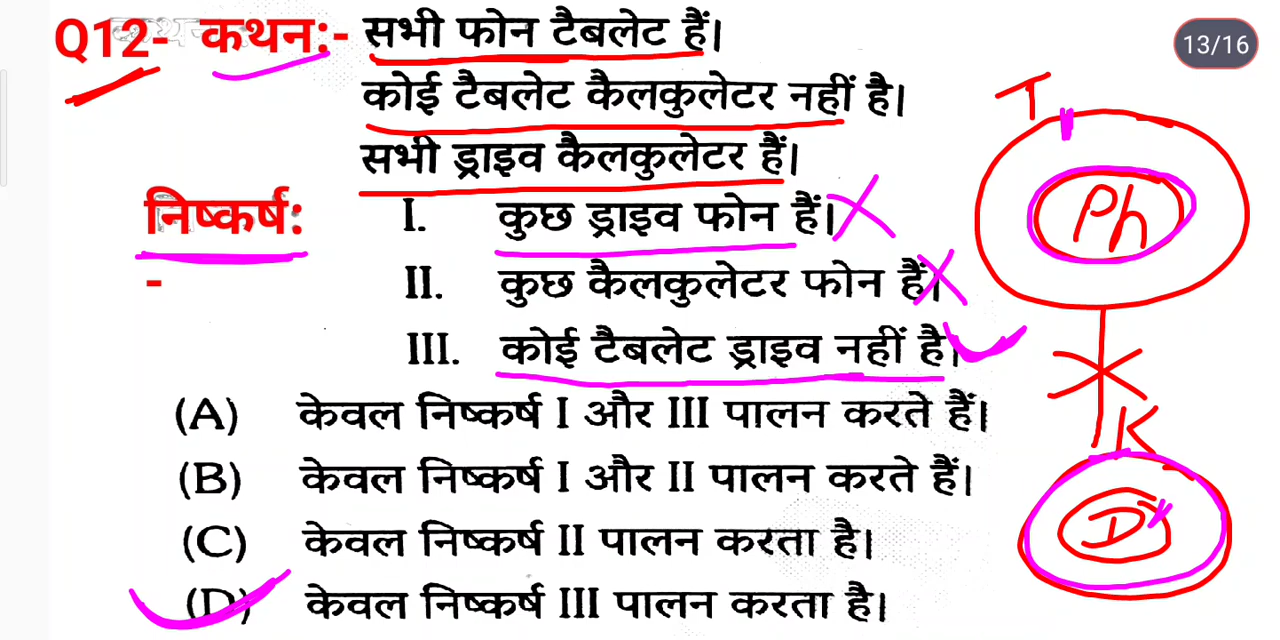 Q12- कथन:- सभी फोन टैबलेट हैं।
13/16
कोई टैबलेट कैलकुलेटर नहीं है।
सभी ड्राइव कैलकुलेटर हैं।
निष्कर्ष:
-
I. कुछ ड्राइव फोन हैं।
II. कुछ कैलकुलेटर फोन हैं।
III. कोई टैबलेट ड्राइव नहीं है।
(A) केवल निष्कर्ष I और III पालन करते हैं।
(B) केवल निष्कर्ष I और II पालन करते हैं।
(C) केवल निष्कर्ष II पालन करता है।
(D) केवल निष्कर्ष III पालन करता है।
T
Ph
K
D